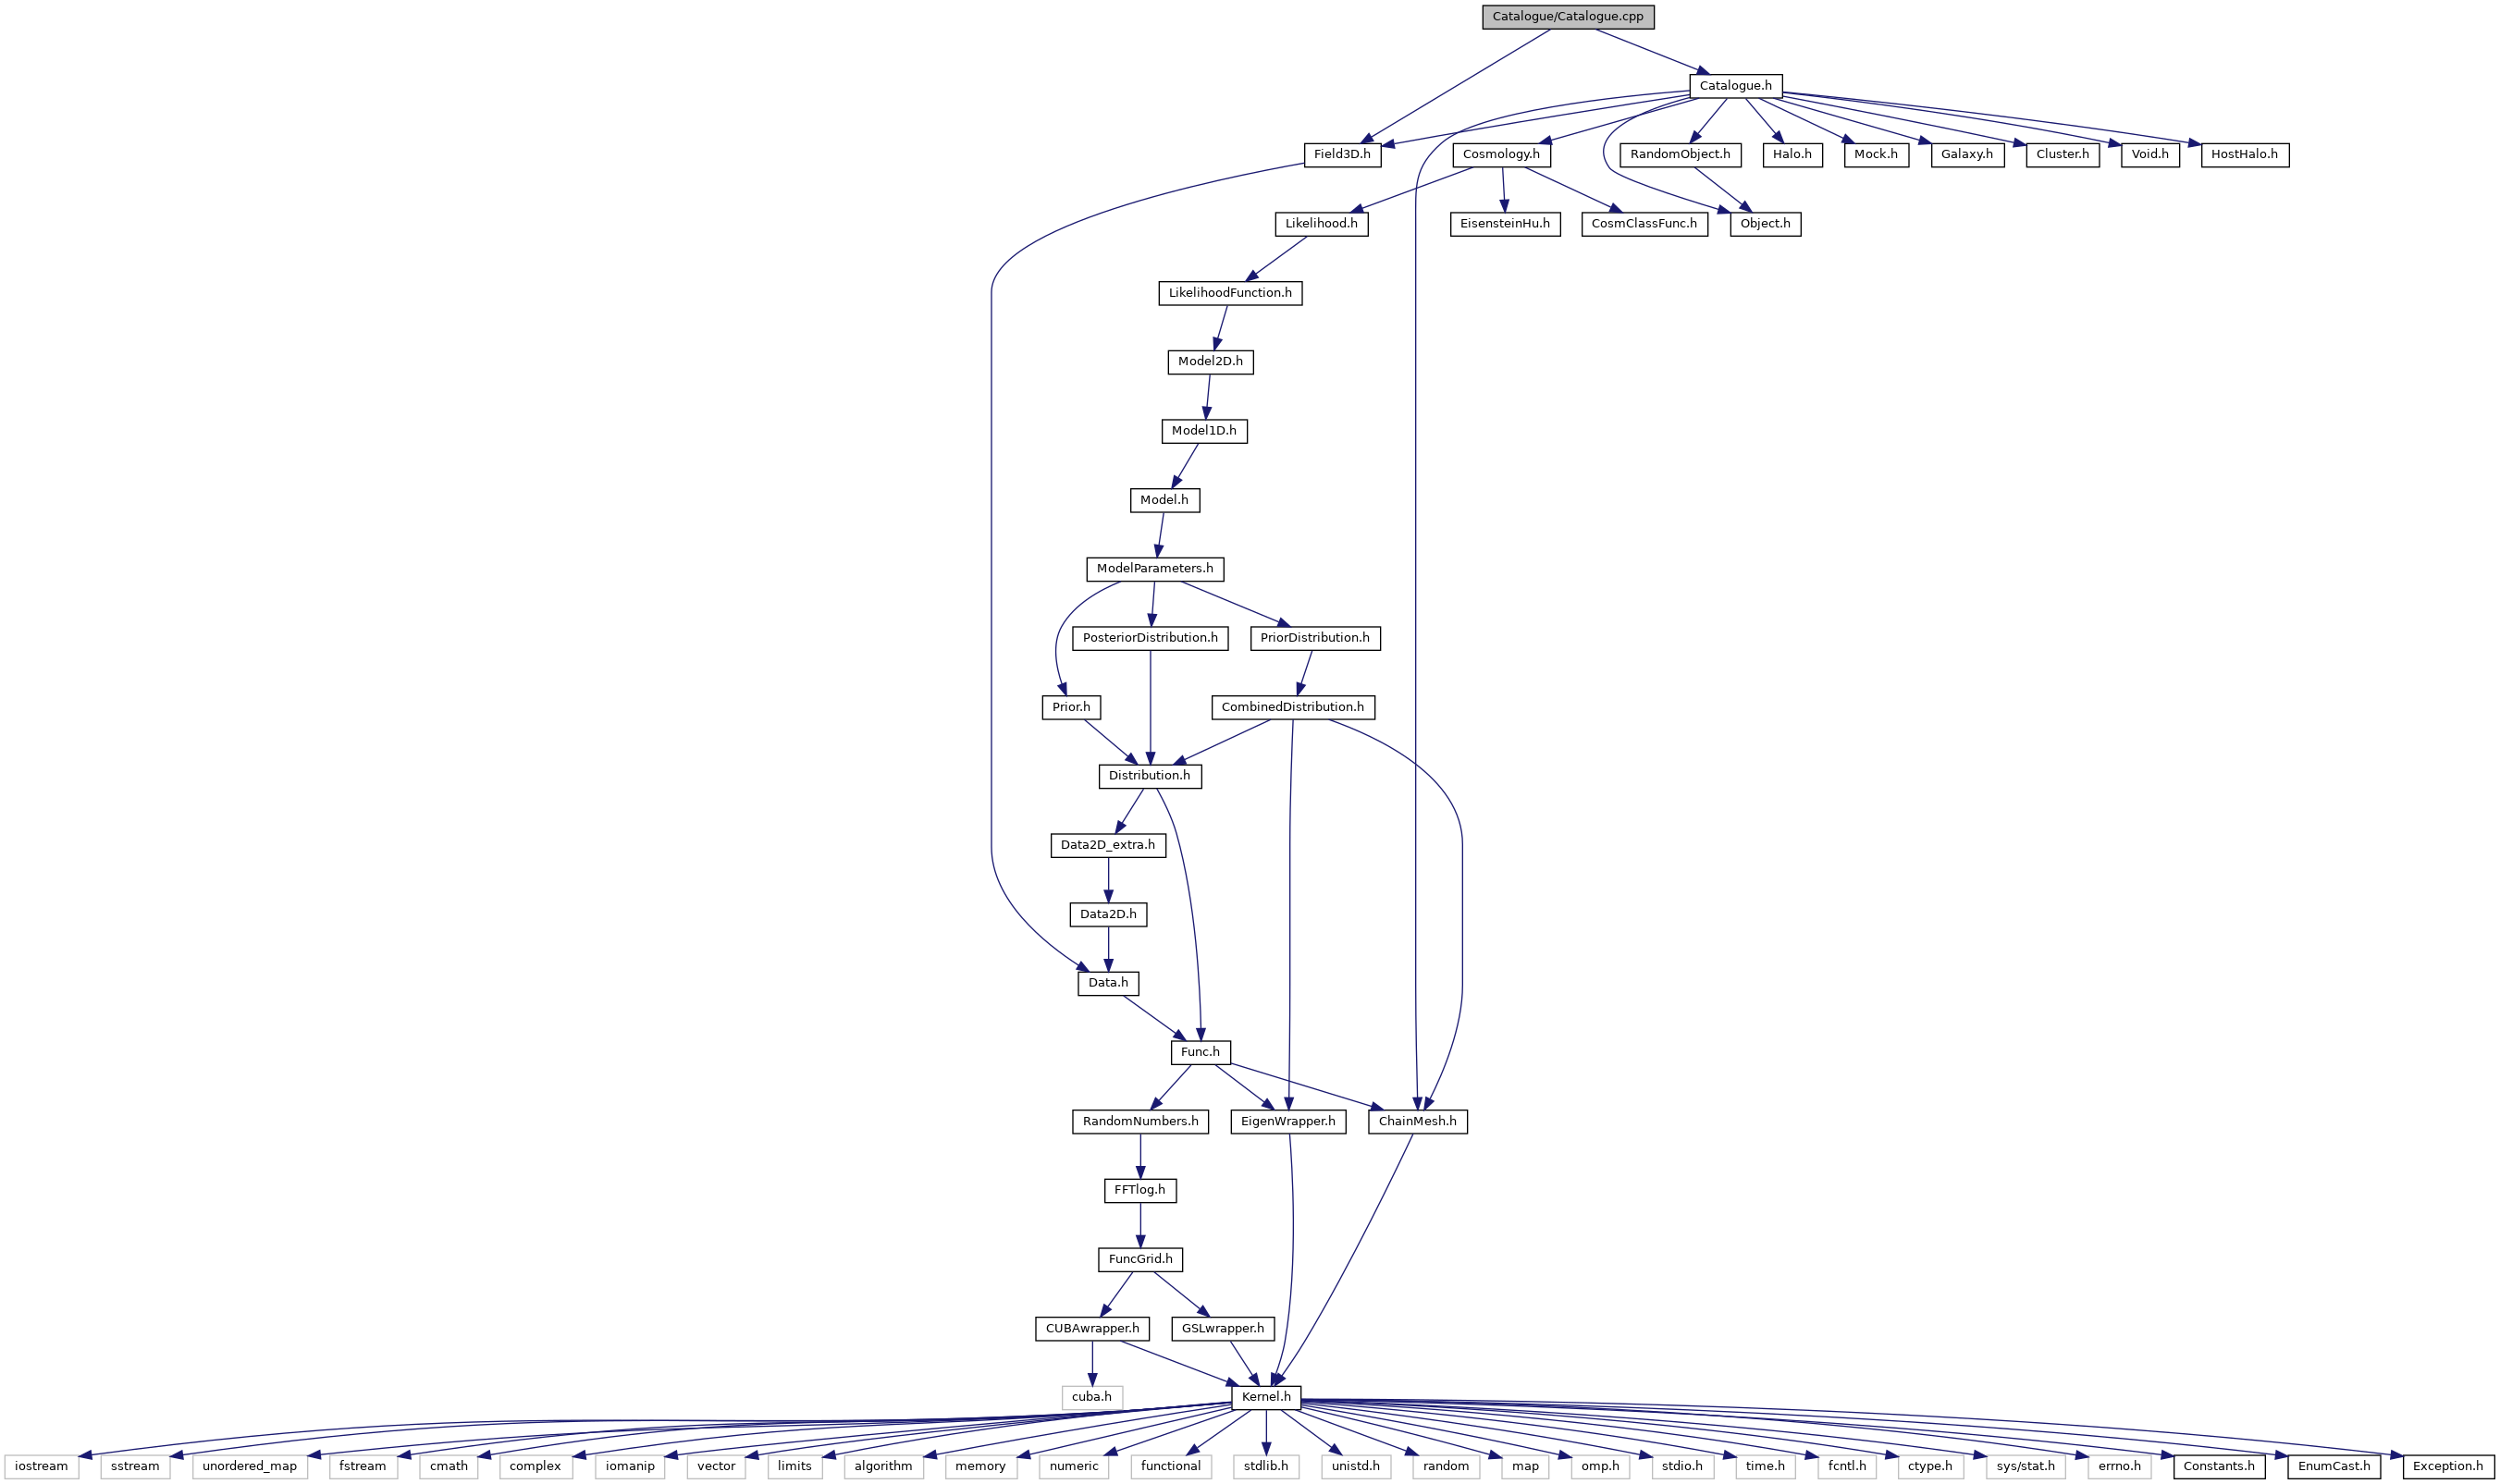 Catalogue/Catalogue.cpp
Catalogue.h
Field3D.h
Cosmology.h
RandomObject.h
Halo.h
Mock.h
Galaxy.h
Cluster.h
Void.h
HostHalo.h
Likelihood.h
EisensteinHu.h
CosmClassFunc.h
Object.h
LikelihoodFunction.h
Model2D.h
Model1D.h
Model.h
ModelParameters.h
PosteriorDistribution.h
PriorDistribution.h
Prior.h
CombinedDistribution.h
Distribution.h
Data2D_extra.h
Data2D.h
Data.h
Func.h
RandomNumbers.h
EigenWrapper.h
ChainMesh.h
FFTlog.h
FuncGrid.h
CUBAwrapper.h
GSLwrapper.h
cuba.h
Kernel.h
iostream
sstream
unordered_map
fstream
cmath
complex
iomanip
vector
limits
algorithm
memory
numeric
functional
stdlib.h
unistd.h
random
map
omp.h
stdio.h
time.h
fcntl.h
ctype.h
sys/stat.h
errno.h
Constants.h
EnumCast.h
Exception.h